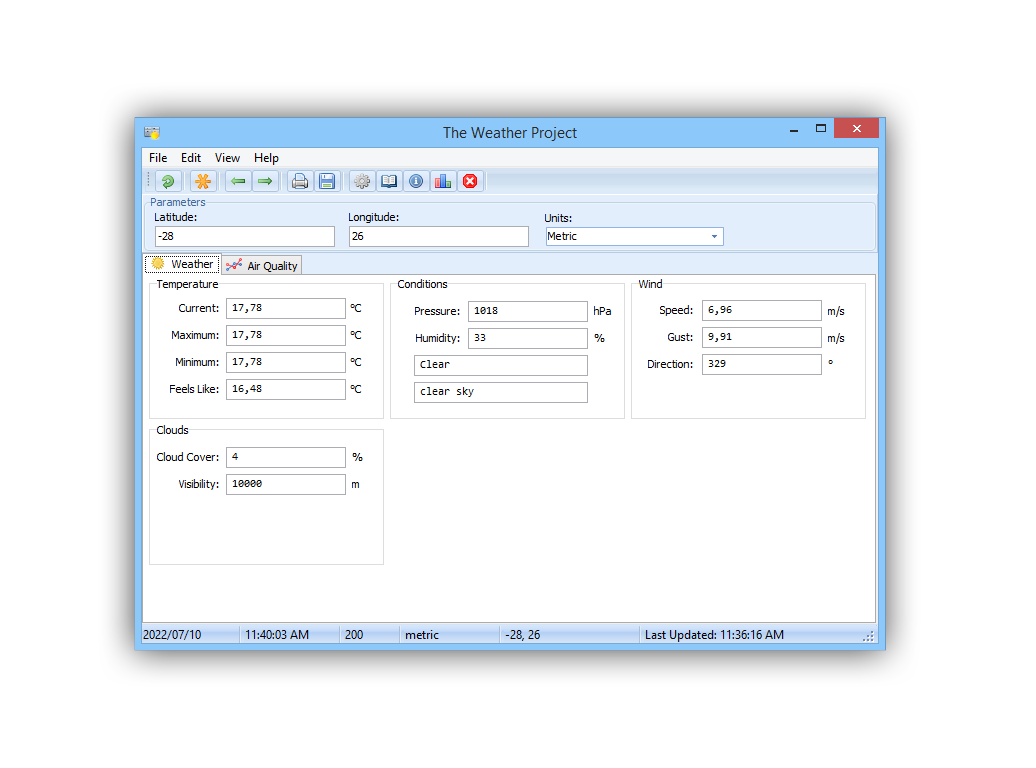 The Weather Project
File Edit View Help
Parameters
Latitude: Longitude: Units:
-28 26 Metric
Weather Air Quality
Temperature
Current: 17,78 ºC
Maximum: 17,78 ºC
Minimum: 17,78 ºC
Feels Like: 16,48 ºC
Conditions
Pressure: 1018 hPa
Humidity: 33 %
Clear
clear sky
Wind
Speed: 6,96 m/s
Gust: 9,91 m/s
Direction: 329 º
Clouds
Cloud Cover: 4 %
Visibility: 10000 m
2022/07/10 11:40:03 AM 200 metric -28, 26 Last Updated: 11:36:16 AM